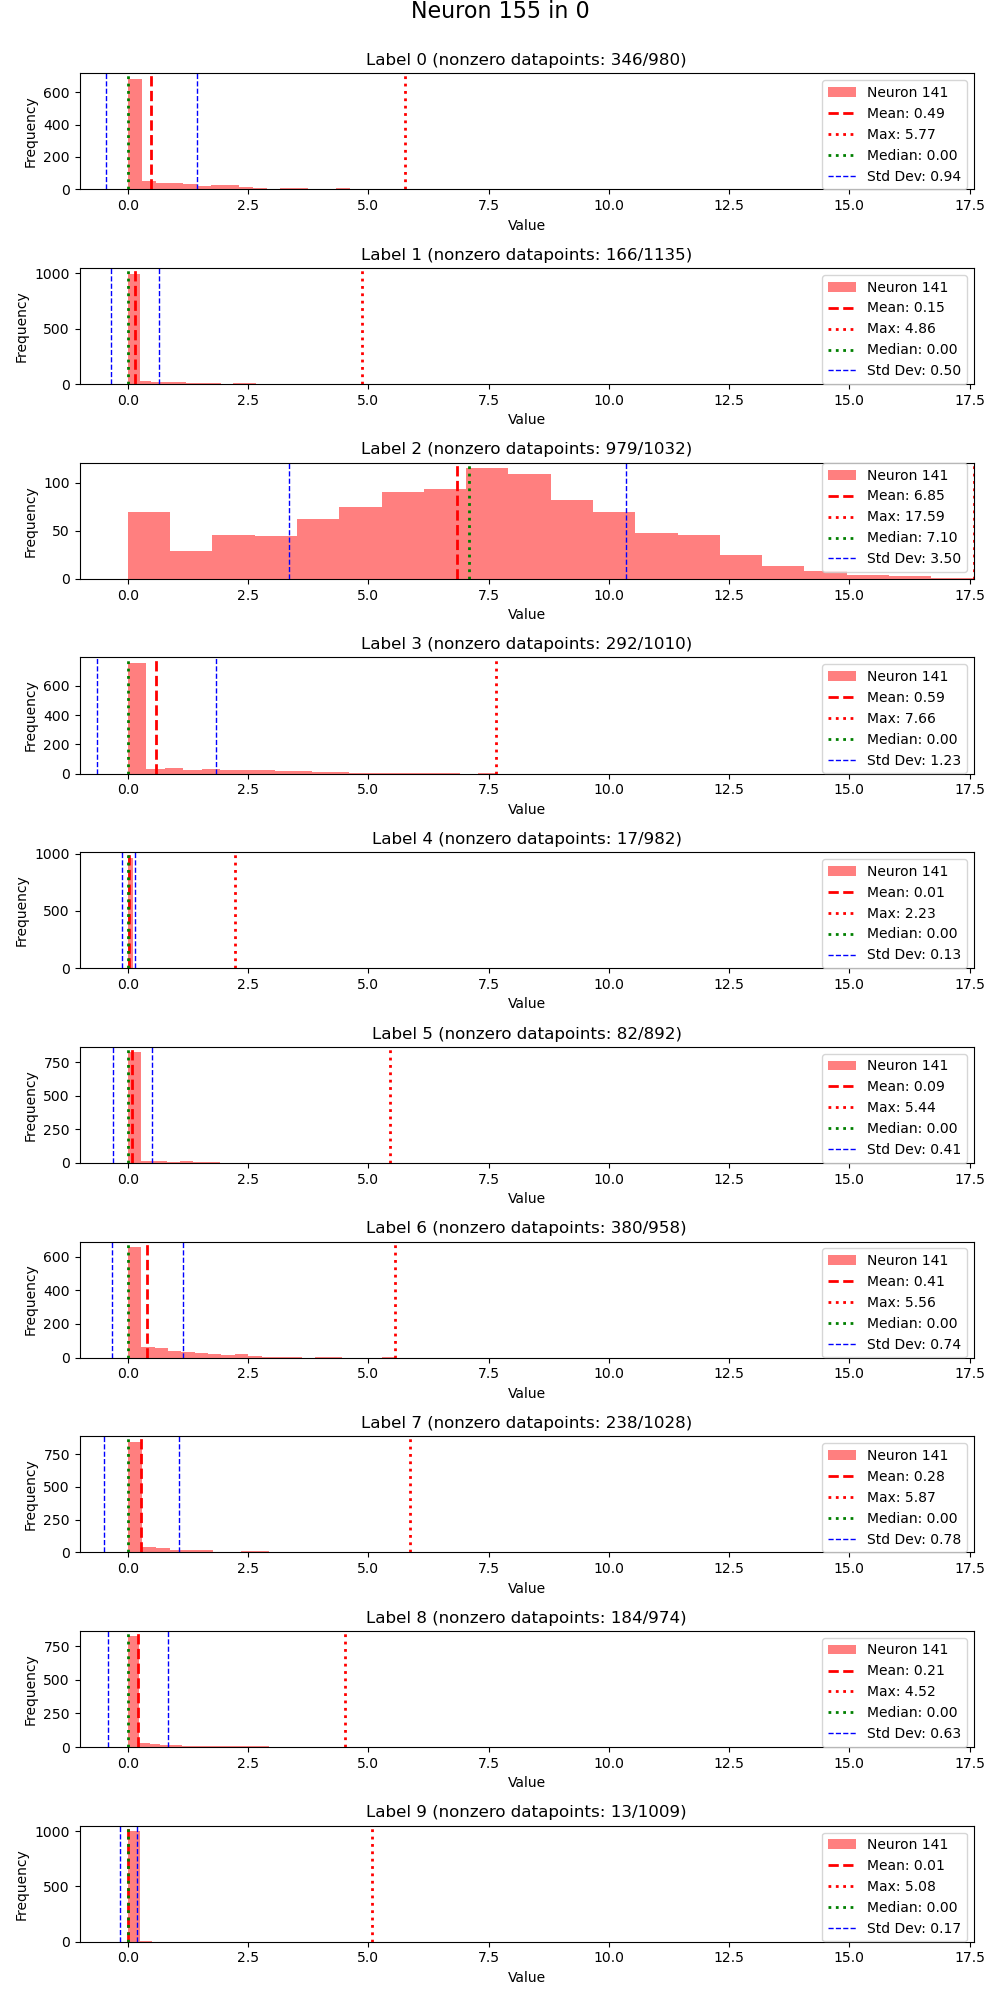 Neuron 155 in 0
Label 0 (nonzero datapoints: 346/980)
Frequency
600
400
200
0
Neuron 141
Mean: 0.49
Max: 5.77
Median: 0.00
Std Dev: 0.94
0.0 2.5 5.0 7.5 10.0 12.5 15.0 17.5
Value
Label 1 (nonzero datapoints: 166/1135)
Frequency
1000
500
0
Neuron 141
Mean: 0.15
Max: 4.86
Median: 0.00
Std Dev: 0.50
0.0 2.5 5.0 7.5 10.0 12.5 15.0 17.5
Value
Label 2 (nonzero datapoints: 979/1032)
Frequency
100
50
0
Neuron 141
Mean: 6.85
Max: 17.59
Median: 7.10
Std Dev: 3.50
0.0 2.5 5.0 7.5 10.0 12.5 15.0 17.5
Value
Label 3 (nonzero datapoints: 292/1010)
Frequency
600
400
200
0
Neuron 141
Mean: 0.59
Max: 7.66
Median: 0.00
Std Dev: 1.23
0.0 2.5 5.0 7.5 10.0 12.5 15.0 17.5
Value
Label 4 (nonzero datapoints: 17/982)
Frequency
1000
500
0
Neuron 141
Mean: 0.01
Max: 2.23
Median: 0.00
Std Dev: 0.13
0.0 2.5 5.0 7.5 10.0 12.5 15.0 17.5
Value
Label 5 (nonzero datapoints: 82/892)
Frequency
750
500
250
0
Neuron 141
Mean: 0.09
Max: 5.44
Median: 0.00
Std Dev: 0.41
0.0 2.5 5.0 7.5 10.0 12.5 15.0 17.5
Value
Label 6 (nonzero datapoints: 380/958)
Frequency
600
400
200
0
Neuron 141
Mean: 0.41
Max: 5.56
Median: 0.00
Std Dev: 0.74
0.0 2.5 5.0 7.5 10.0 12.5 15.0 17.5
Value
Label 7 (nonzero datapoints: 238/1028)
Frequency
750
500
250
0
Neuron 141
Mean: 0.28
Max: 5.87
Median: 0.00
Std Dev: 0.78
0.0 2.5 5.0 7.5 10.0 12.5 15.0 17.5
Value
Label 8 (nonzero datapoints: 184/974)
Frequency
750
500
250
0
Neuron 141
Mean: 0.21
Max: 4.52
Median: 0.00
Std Dev: 0.63
0.0 2.5 5.0 7.5 10.0 12.5 15.0 17.5
Value
Label 9 (nonzero datapoints: 13/1009)
Frequency
1000
500
0
Neuron 141
Mean: 0.01
Max: 5.08
Median: 0.00
Std Dev: 0.17
0.0 2.5 5.0 7.5 10.0 12.5 15.0 17.5
Value